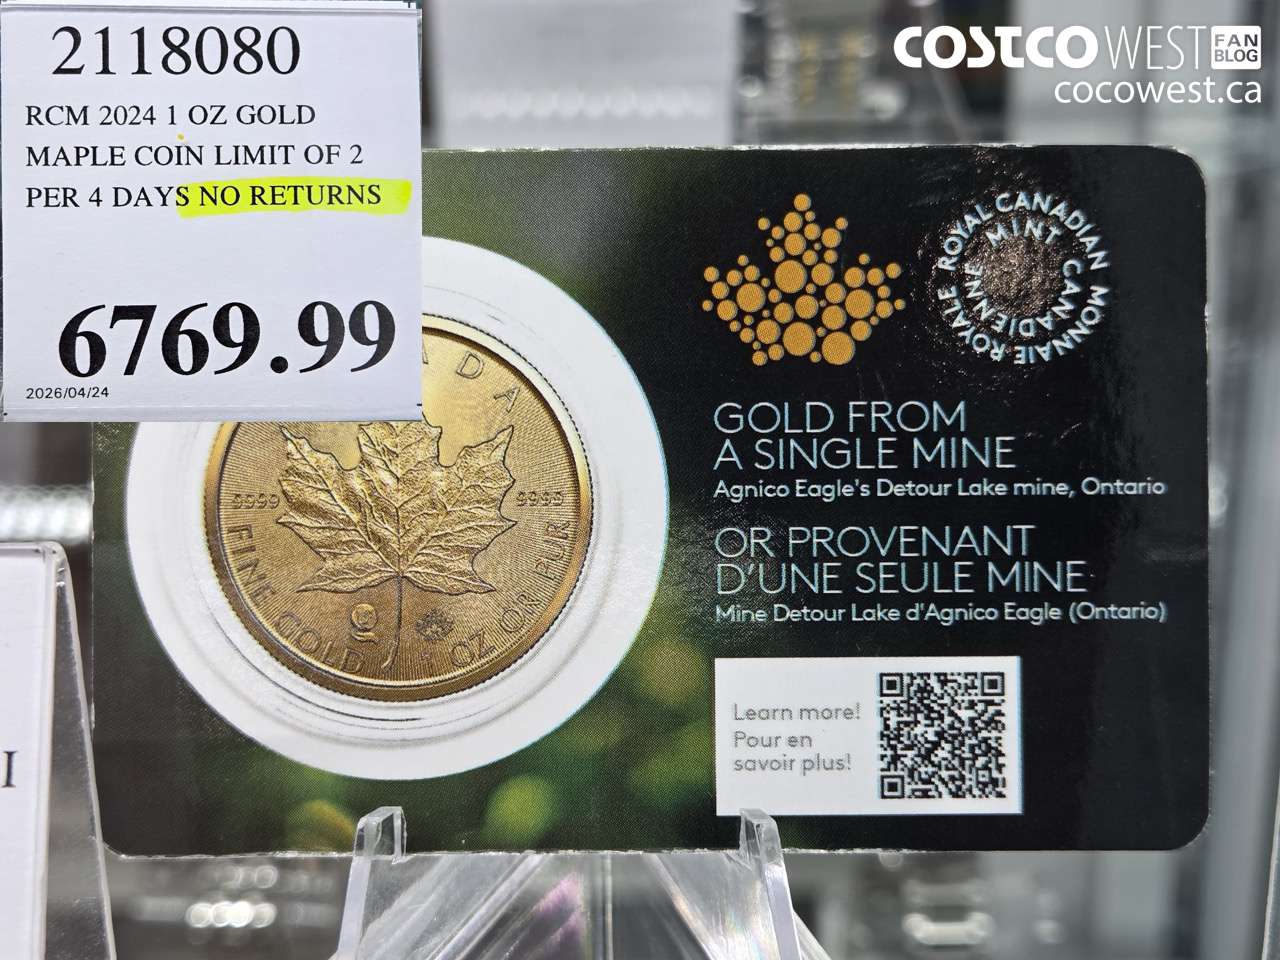 2118080
RCM 2024 1 OZ GOLD
MAPLE COIN LIMIT OF 2
PER 4 DAYS NO RETURNS
6769.99
2026/04/24
COSTCO WEST FAN BLOG
cocowest.ca
ROYAL CANADIAN MINT
MONNAIE ROYALE CANADIENNE
GOLD FROM
A SINGLE MINE
Agnico Eagle's Detour Lake mine, Ontario
OR PROVENANT
D'UNE SEULE MINE
Mine Detour Lake d'Agnico Eagle (Ontario)
Learn more!
Pour en
savoir plus!
ADA
9999 9999
FINE GOLD 1 OZ OR PUR
I